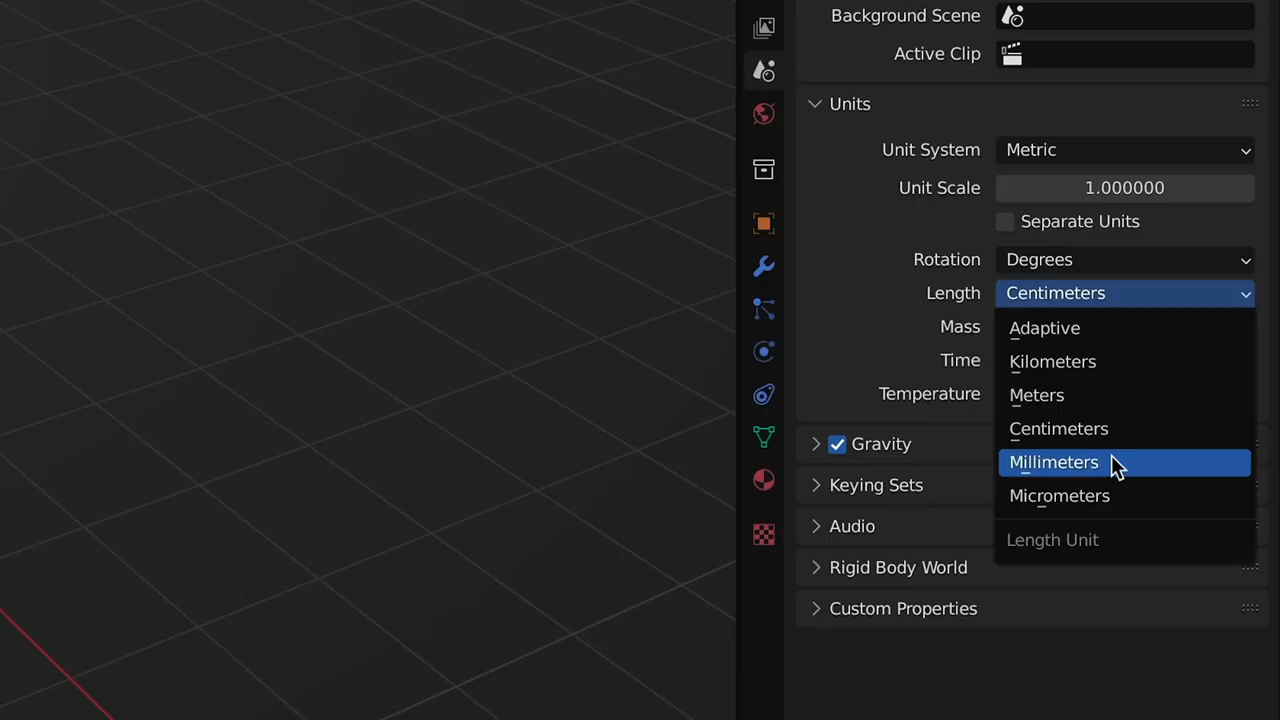 Background Scene
Active Clip
Units
Unit System Metric
Unit Scale 1.000000
Separate Units
Rotation Degrees
Length Centimeters
Mass
Time
Temperature
Adaptive
Kilometers
Meters
Centimeters
Millimeters
Micrometers
Length Unit
Gravity
Keying Sets
Audio
Rigid Body World
Custom Properties